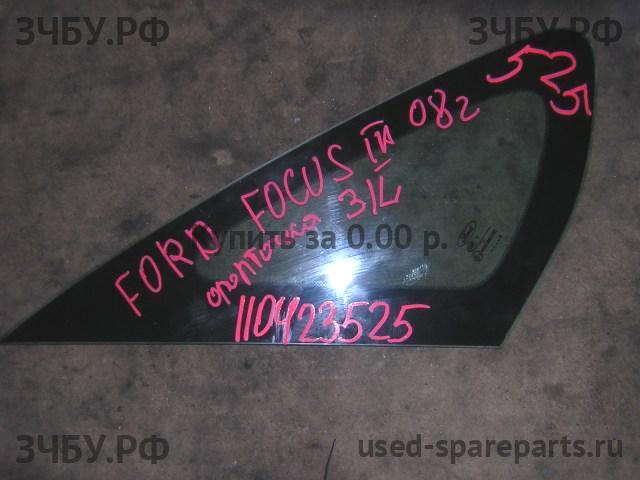 ЗЧБУ.РФ
ЗЧБУ.РФ
525
FORD FOCUS III 08г
форточка З/L
Купить за 0.00 р.
110423525
ЗЧБУ.РФ
used-spareparts.ru